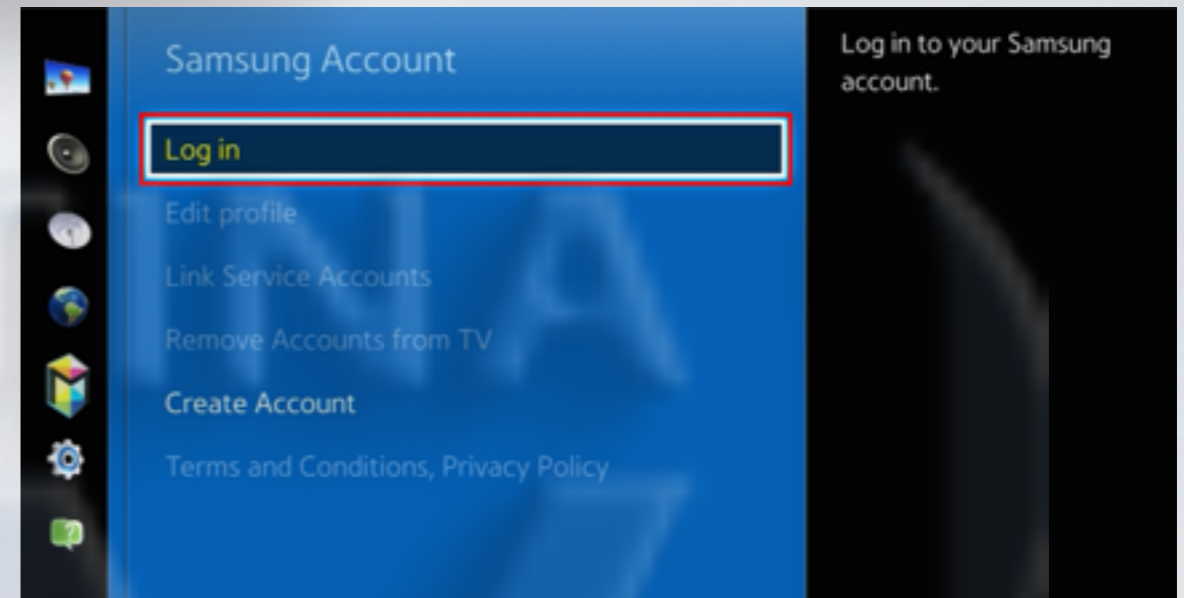 Samsung Account
Log in
Edit profile
Link Service Accounts
Remove Accounts from TV
Create Account
Terms and Conditions, Privacy Policy
Log in to your Samsung
account.
INA
?